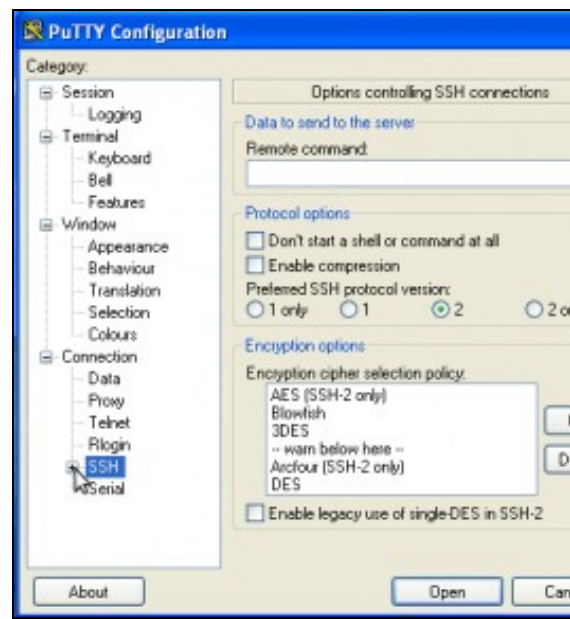 PuTTY Configuration
Category:
Session
Logging
Terminal
Keyboard
Bell
Features
Window
Appearance
Behaviour
Translation
Selection
Colours
Connection
Data
Proxy
Telnet
Rlogin
SSH
Serial
Options controlling SSH connections
Data to send to the server
Remote command:
Protocol options
Don't start a shell or command at all
Enable compression
Preferred SSH protocol version:
1 only 1 2 2
Encryption options
Encryption cipher selection policy:
AES (SSH-2 only)
Blowfish
3DES
-- warn below here --
Arcfour (SSH-2 only)
DES
Enable legacy use of single-DES in SSH-2
About
Open